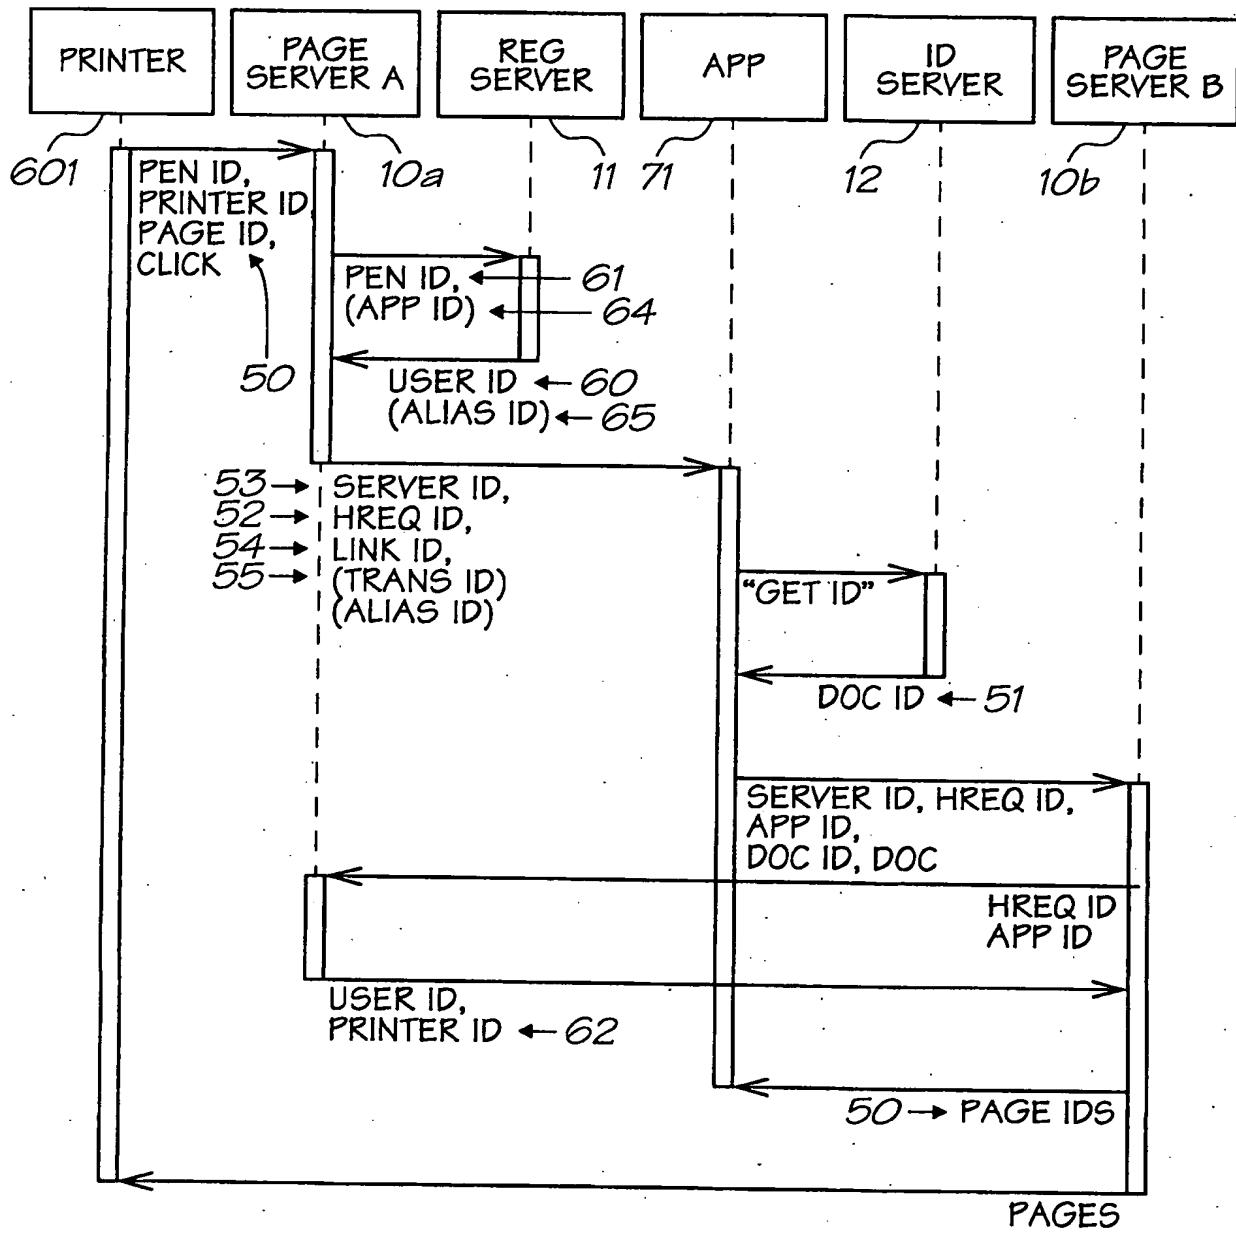 PRINTER
PAGE
SERVER A
REG
SERVER
APP
ID
SERVER
PAGE
SERVER B
601
10a
11
71
12
10b
PEN ID,
PRINTER ID,
PAGE ID,
CLICK
50
PEN ID, 61
(APP ID) 64
USER ID 60
(ALIAS ID) 65
53 SERVER ID,
52 HREQ ID,
54 LINK ID,
55 (TRANS ID)
(ALIAS ID)
"GET ID"
DOC ID 51
SERVER ID, HREQ ID,
APP ID,
DOC ID, DOC
HREQ ID
APP ID
USER ID,
PRINTER ID 62
50 PAGE IDS
PAGES